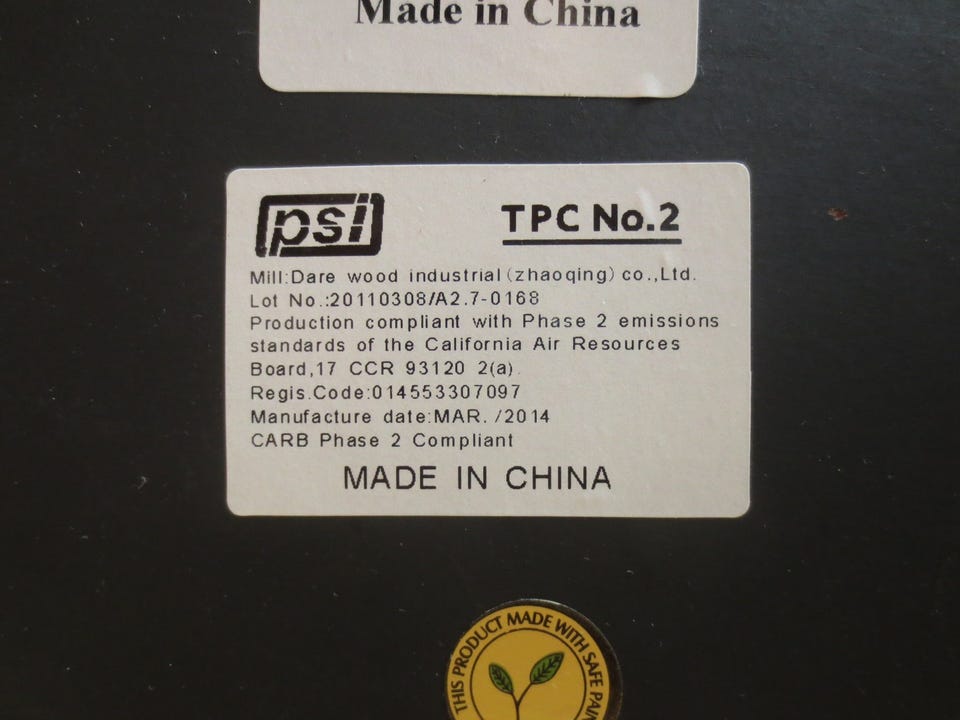 Made in China
psi
TPC No.2
Mill:Dare wood industrial (zhaoqing) co.,Ltd.
Lot No.:20110308/A2.7-0168
Production compliant with Phase 2 emissions
standards of the California Air Resources
Board,17 CCR 93120 2(a).
Regis.Code:014553307097
Manufacture date:MAR. /2014
CARB Phase 2 Compliant
MADE IN CHINA
THIS PRODUCT MADE WITH SAFE